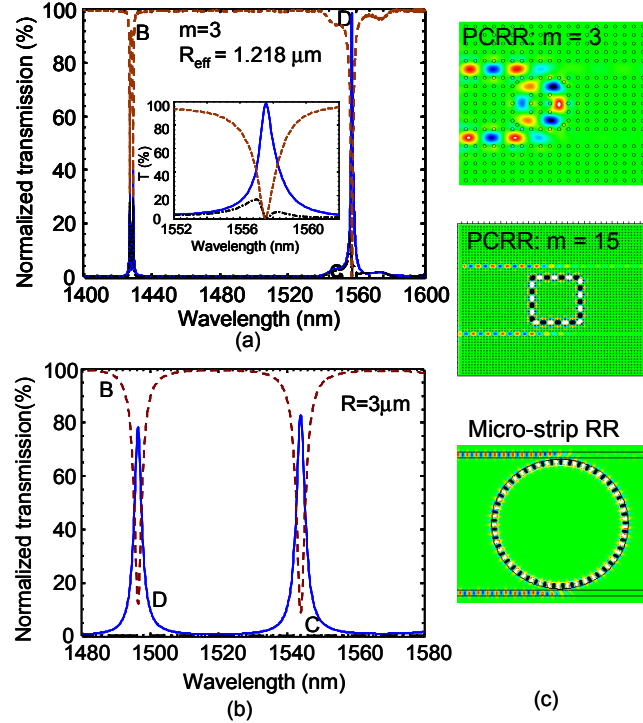 Normalized transmission (%)
100
80
60
40
20
0
B
m=3
R_eff = 1.218 μm
D
T (%)
100
80
60
40
20
0
1552
1556
1560
Wavelength (nm)
1400
1440
1480
1520
1560
1600
Wavelength (nm)
(a)
Normalized transmission(%)
100
80
60
40
20
0
B
R=3μm
D
C
1480
1500
1520
1540
1560
1580
Wavelength (nm)
(b)
PCRR: m = 3
PCRR: m = 15
Micro-strip RR
(c)